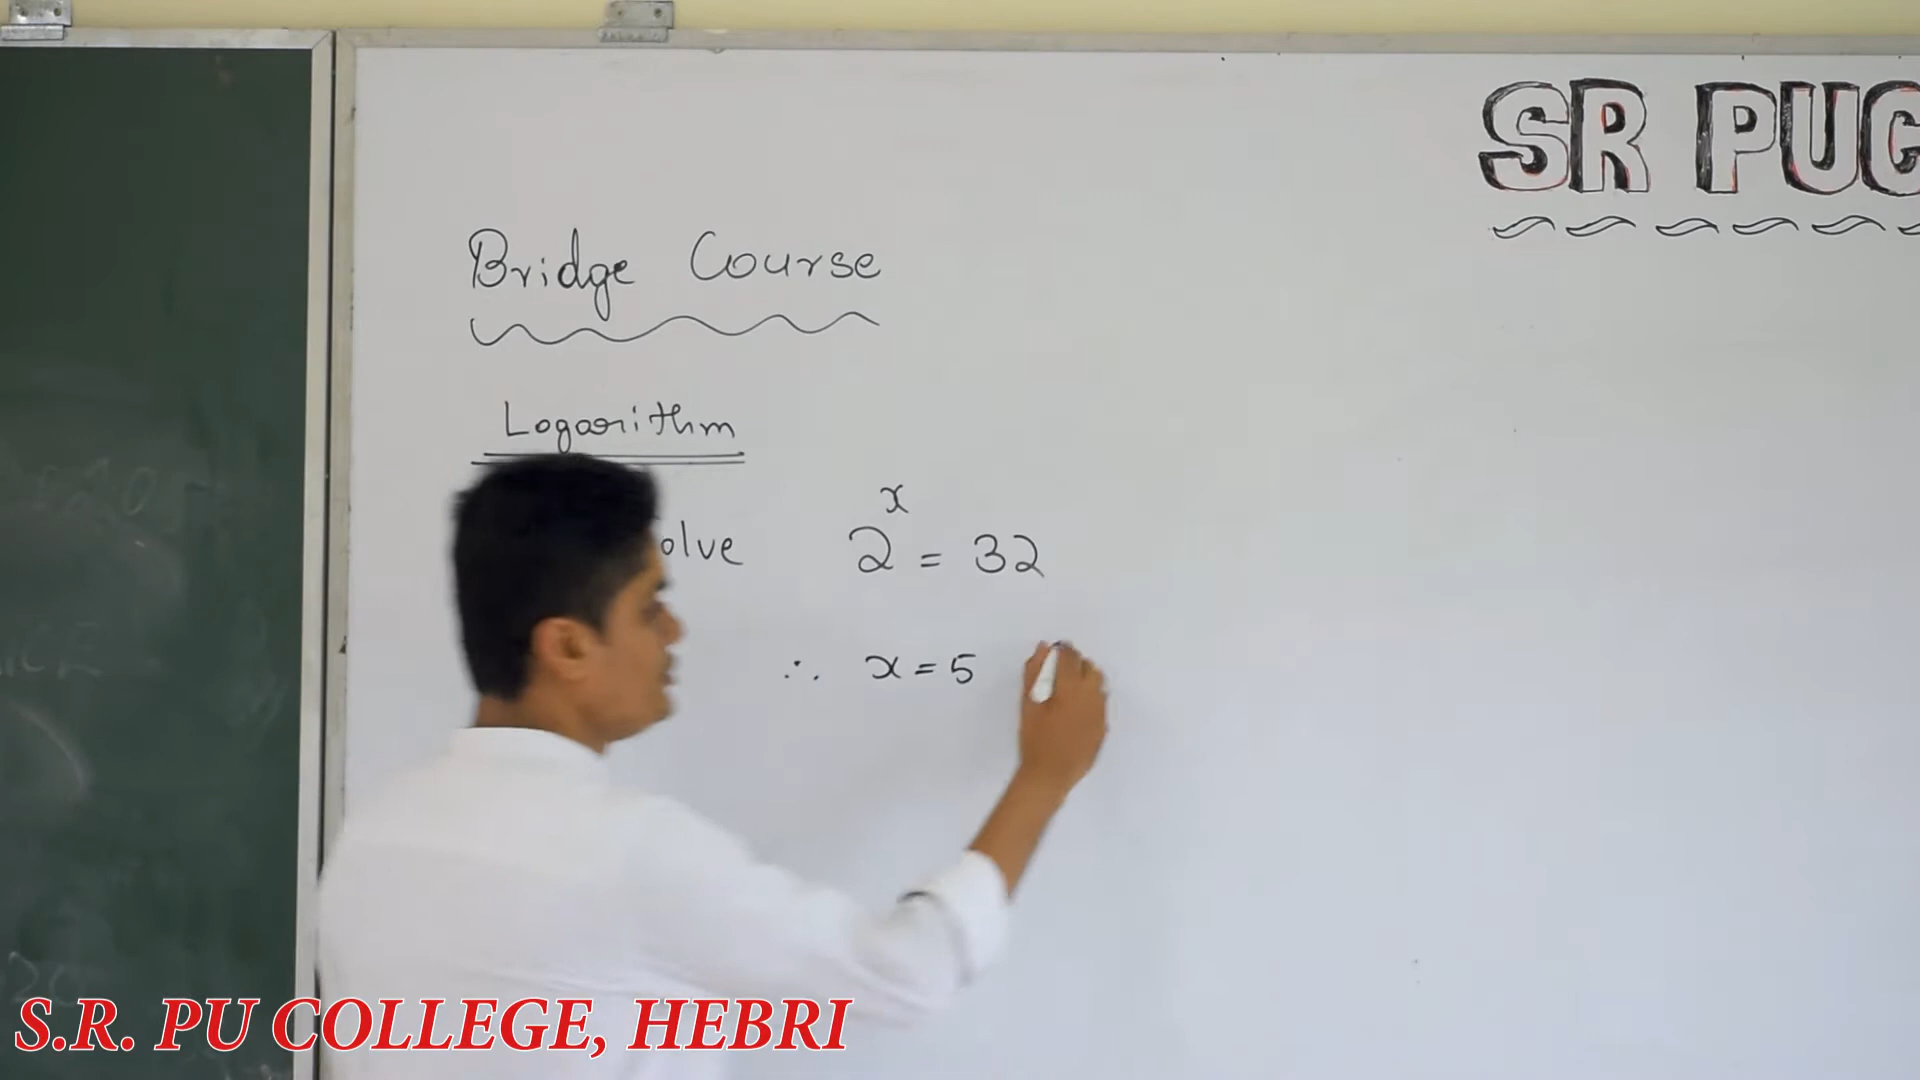 SR PUC
Bridge Course
Logarithm
olve 2^x = 32
∴ x = 5
S.R. PU COLLEGE, HEBRI